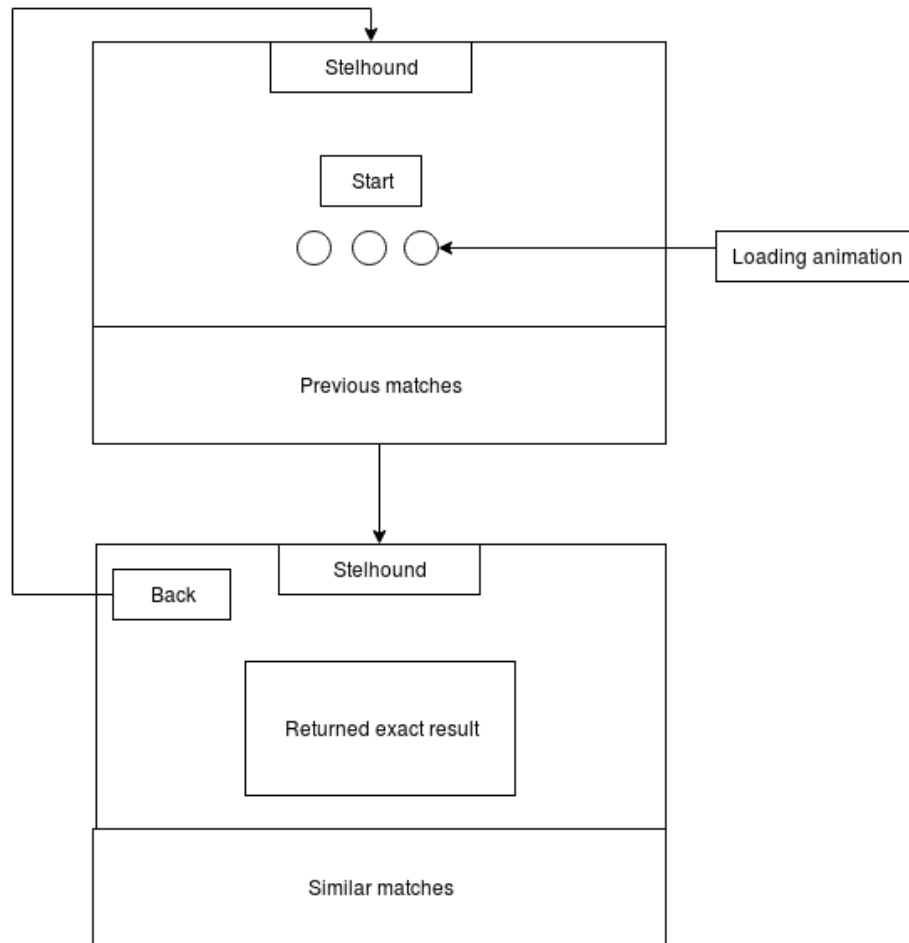 Stelhound
Start
Loading animation
Previous matches
Stelhound
Back
Returned exact result
Similar matches